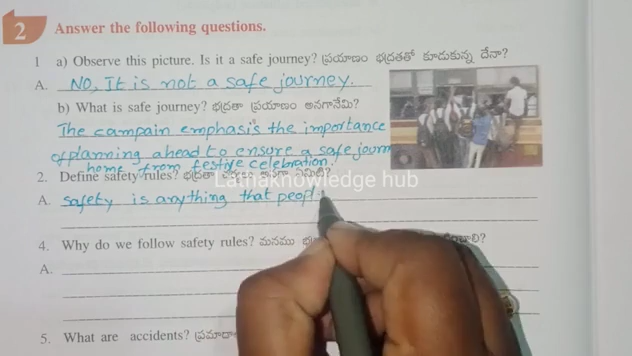 2 Answer the following questions.
1 a) Observe this picture. Is it a safe journey? ప్రయాణం భద్రతతో కూడుకున్న దేనా?
A. NO, It is not a safe journey.
b) What is safe journey? భద్రతా ప్రయాణం అనగానేమి?
The campain emphasis the importance
of planning ahead to ensure a safe journ
home from festive celebration.
2. Define safety rules?
Lathaknowledge hub
A. safety is anything that peopl
4. Why do we follow safety rules? మనము
A.
5. What are accidents?